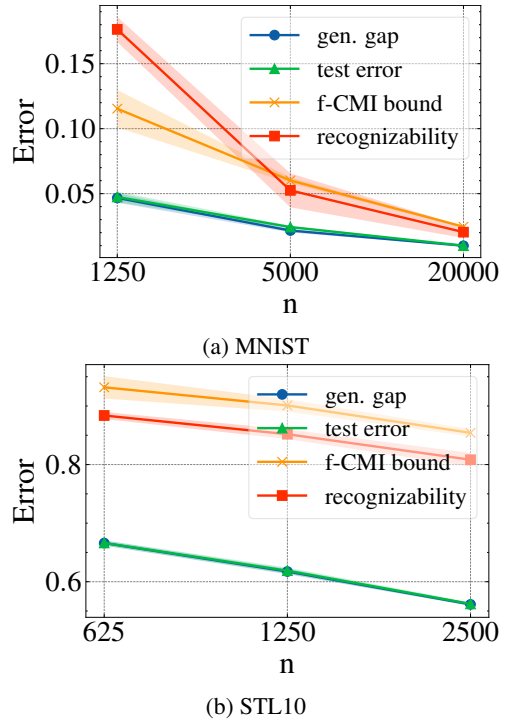 gen. gap
test error
f-CMI bound
recognizability
Error
0.15
0.10
0.05
1250
5000
20000
n
(a) MNIST
gen. gap
test error
f-CMI bound
recognizability
Error
0.8
0.6
625
1250
2500
n
(b) STL10